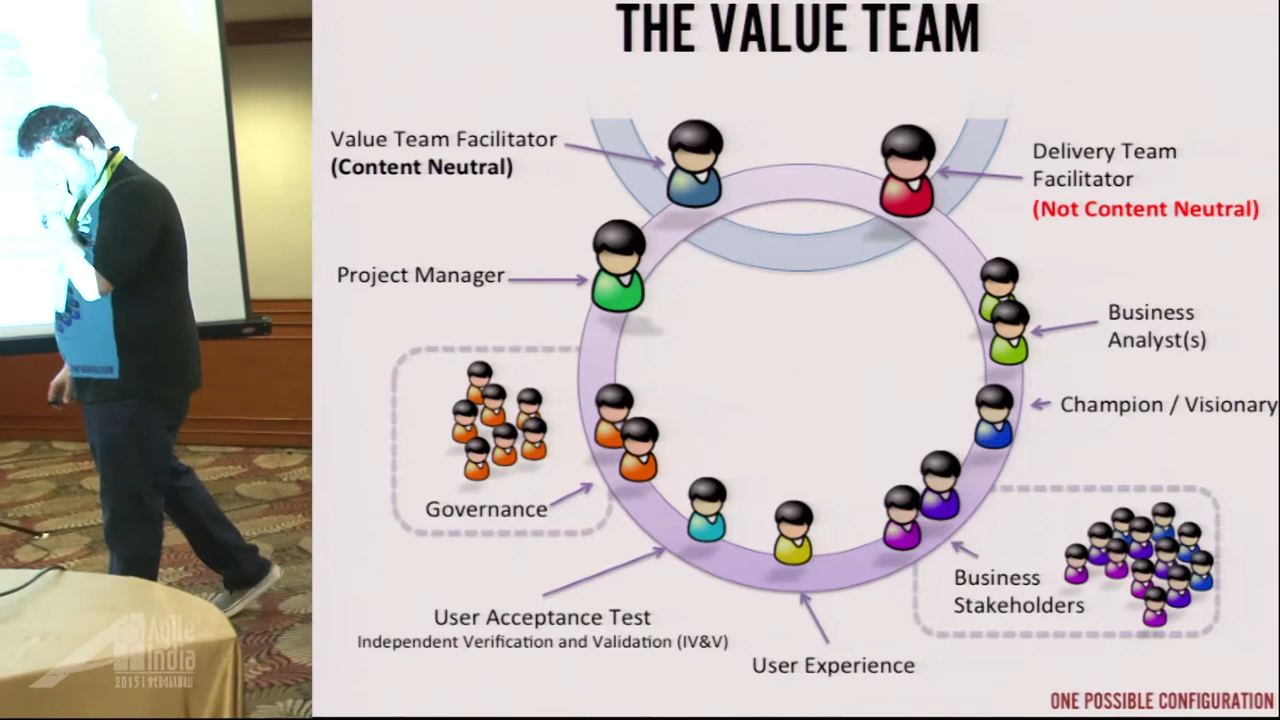 THE VALUE TEAM
Value Team Facilitator
(Content Neutral)
Delivery Team
Facilitator
(Not Content Neutral)
Project Manager
Business
Analyst(s)
Champion / Visionary
Governance
Business
Stakeholders
User Acceptance Test
Independent Verification and Validation (IV&V)
User Experience
ONE POSSIBLE CONFIGURATION
Agile
India
2015 | BENGALURU